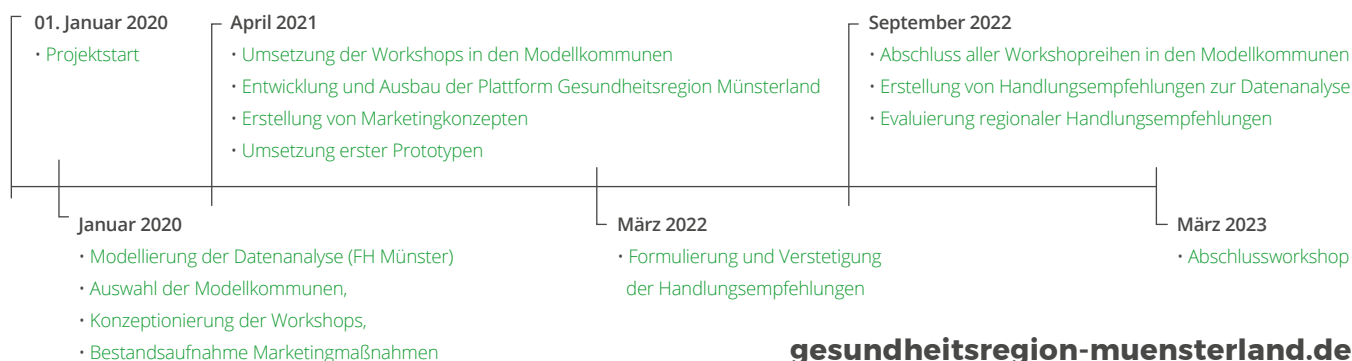 01. Januar 2020
• Projektstart
April 2021
• Umsetzung der Workshops in den Modellkommunen
• Entwicklung und Ausbau der Plattform Gesundheitsregion Münsterland
• Erstellung von Marketingkonzepten
• Umsetzung erster Prototypen
September 2022
• Abschluss aller Workshopreihen in den Modellkommunen
• Erstellung von Handlungsempfehlungen zur Datenanalyse
• Evaluierung regionaler Handlungsempfehlungen
Januar 2020
• Modellierung der Datenanalyse (FH Münster)
• Auswahl der Modellkommunen,
• Konzeptionierung der Workshops,
• Bestandsaufnahme Marketingmaßnahmen
März 2022
• Formulierung und Verstetigung
der Handlungsempfehlungen
März 2023
• Abschlussworkshop
gesundheitsregion-muensterland.de